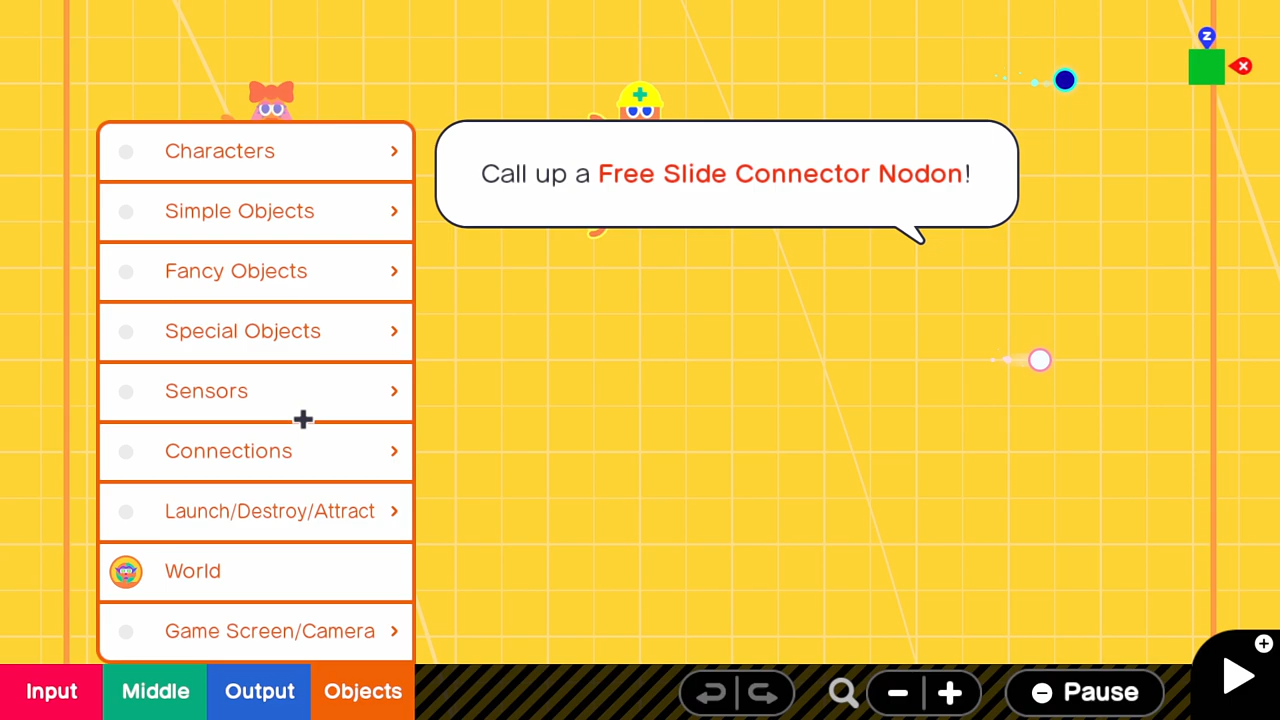 Z
X
Call up a Free Slide Connector Nodon!
Characters
Simple Objects
Fancy Objects
Special Objects
Sensors
Connections
Launch/Destroy/Attract
World
Game Screen/Camera
Input
Middle
Output
Objects
Pause